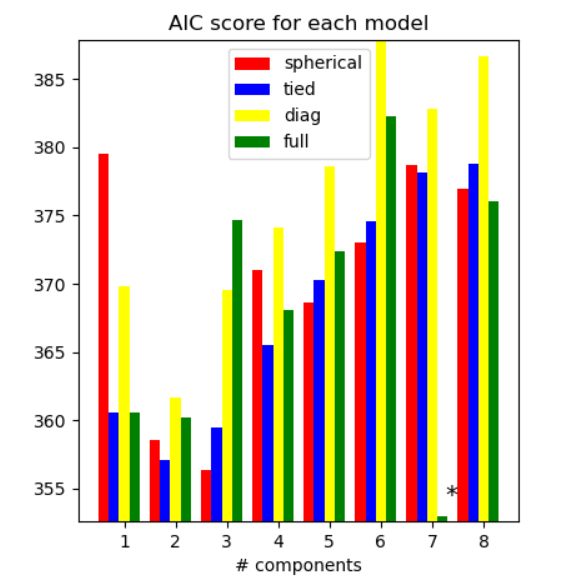 AIC score for each model
spherical
tied
diag
full
385
380
375
370
365
360
355
*
1 2 3 4 5 6 7 8
# components